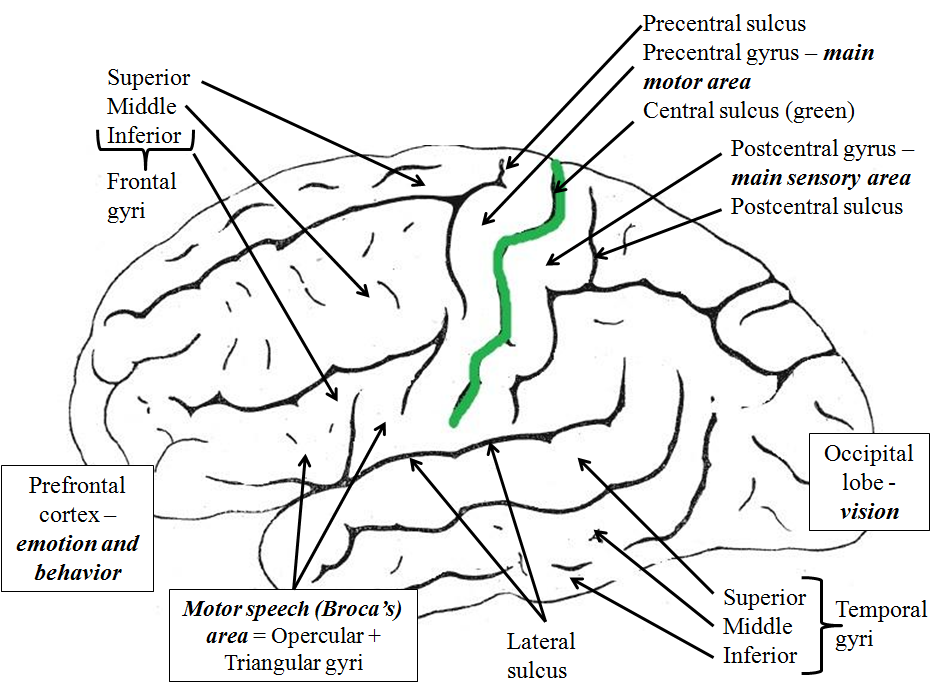 Precentral sulcus
Precentral gyrus – main
motor area
Central sulcus (green)
Postcentral gyrus –
main sensory area
Postcentral sulcus
Superior
Middle
Inferior
Frontal
gyri
Prefrontal
cortex –
emotion and
behavior
Occipital
lobe -
vision
Motor speech (Broca's)
area = Opercular +
Triangular gyri
Lateral
sulcus
Superior
Middle
Inferior
Temporal
gyri